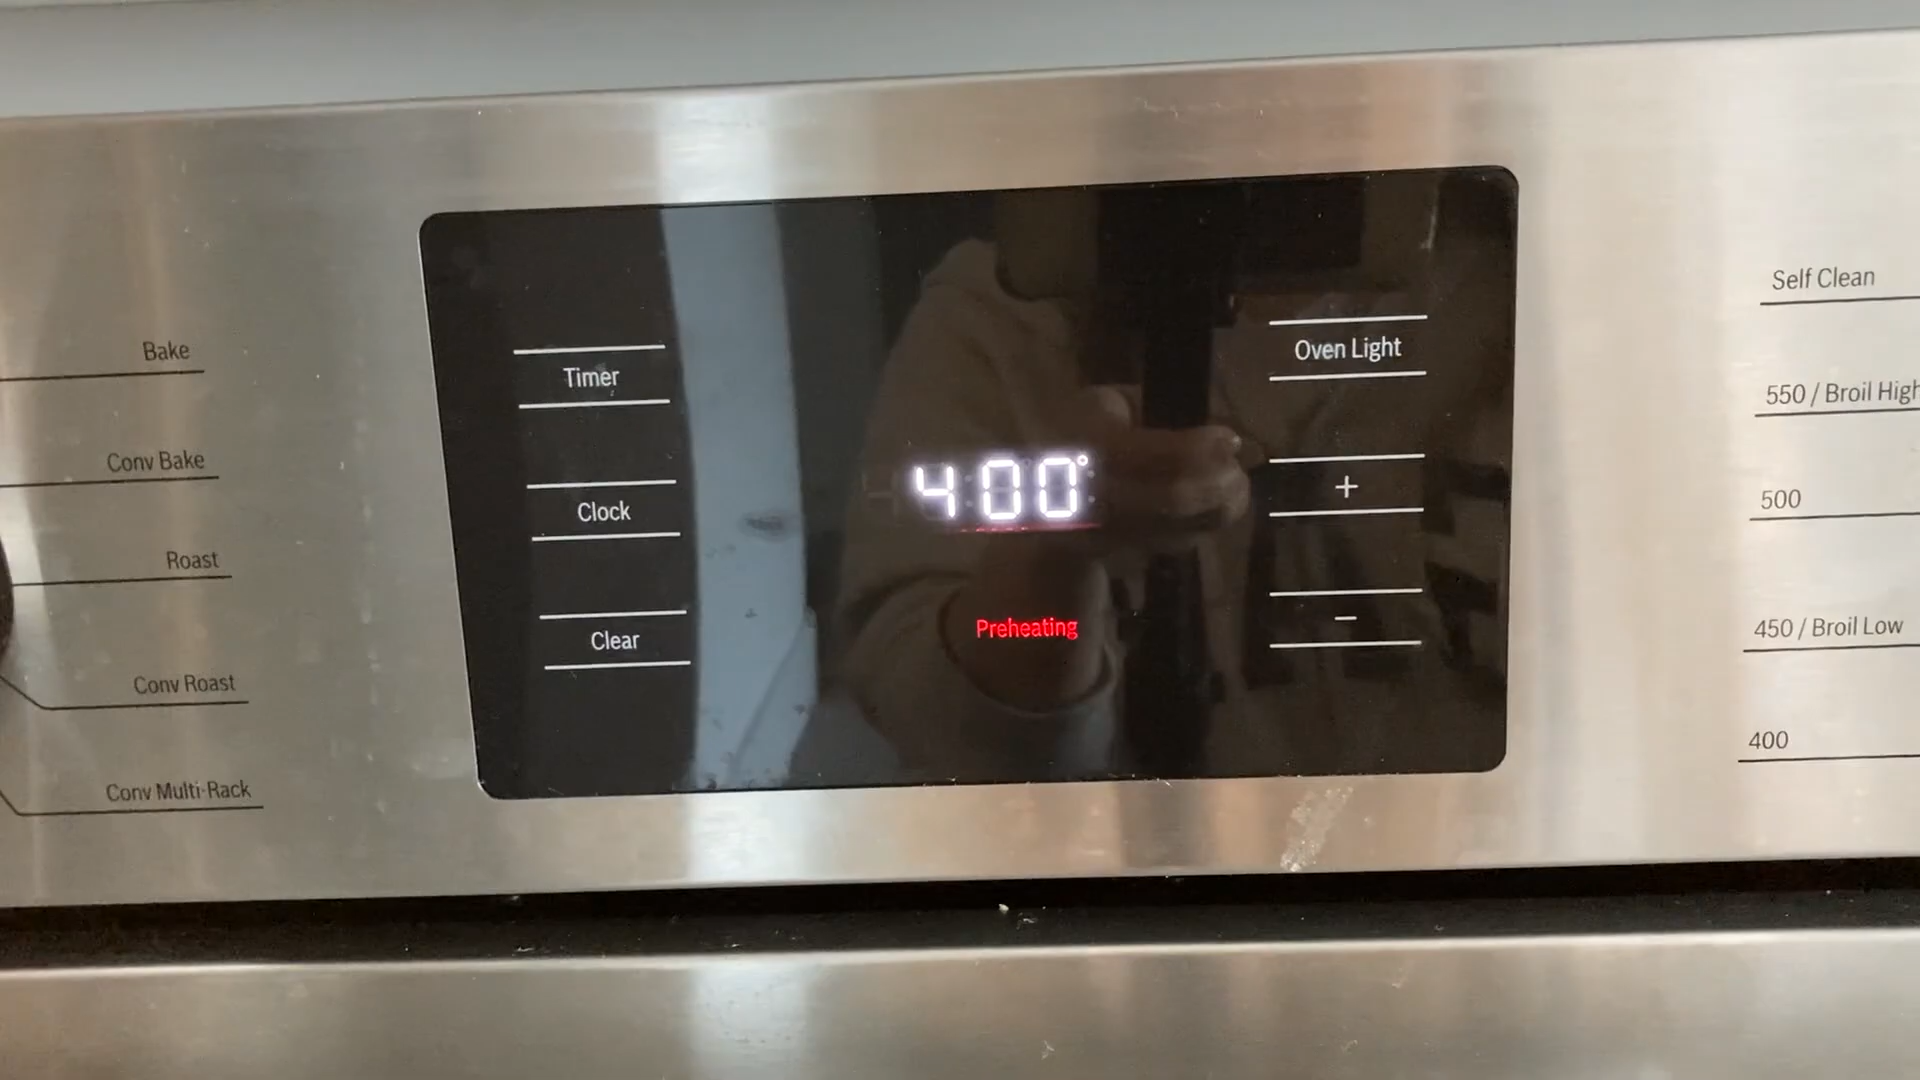 Bake
Conv Bake
Roast
Conv Roast
Conv Multi-Rack
Timer
Clock
Clear
400°
Preheating
Oven Light
+
−
Self Clean
550 / Broil High
500
450 / Broil Low
400